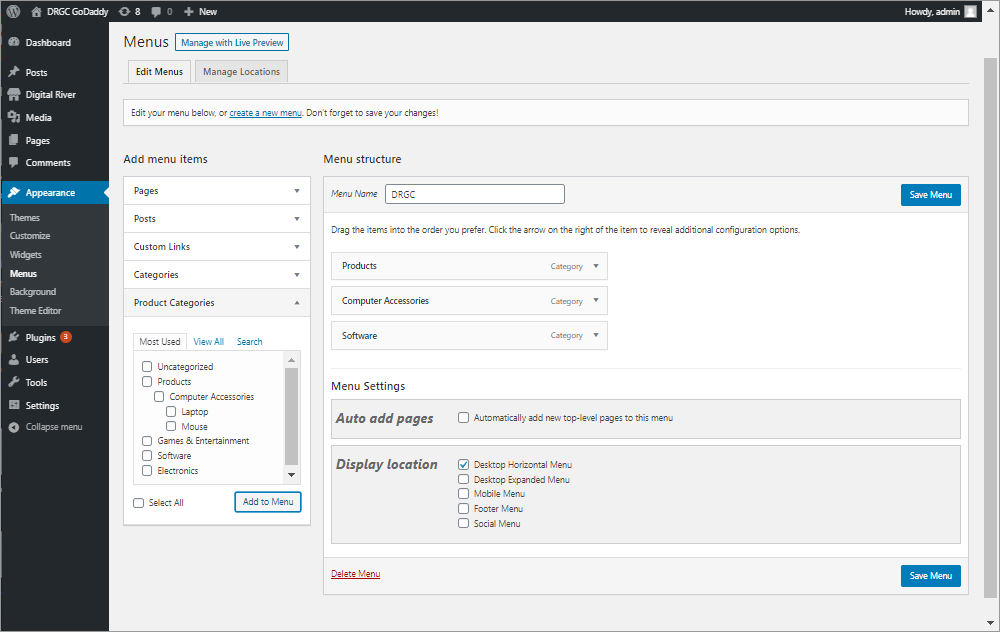 DRGC GoDaddy 8 0 New Howdy, admin
Dashboard
Posts
Digital River
Media
Pages
Comments
Appearance
Themes
Customize
Widgets
Menus
Background
Theme Editor
Plugins 3
Users
Tools
Settings
Collapse menu
Menus Manage with Live Preview
Edit Menus Manage Locations
Edit your menu below, or create a new menu. Don't forget to save your changes!
Add menu items
Pages
Posts
Custom Links
Categories
Product Categories
Most Used View All Search
Uncategorized
Products
Computer Accessories
Laptop
Mouse
Games & Entertainment
Software
Electronics
Select All Add to Menu
Menu structure
Menu Name DRGC Save Menu
Drag the items into the order you prefer. Click the arrow on the right of the item to reveal additional configuration options.
Products Category
Computer Accessories Category
Software Category
Menu Settings
Auto add pages Automatically add new top-level pages to this menu
Display location Desktop Horizontal Menu
Desktop Expanded Menu
Mobile Menu
Footer Menu
Social Menu
Delete Menu Save Menu